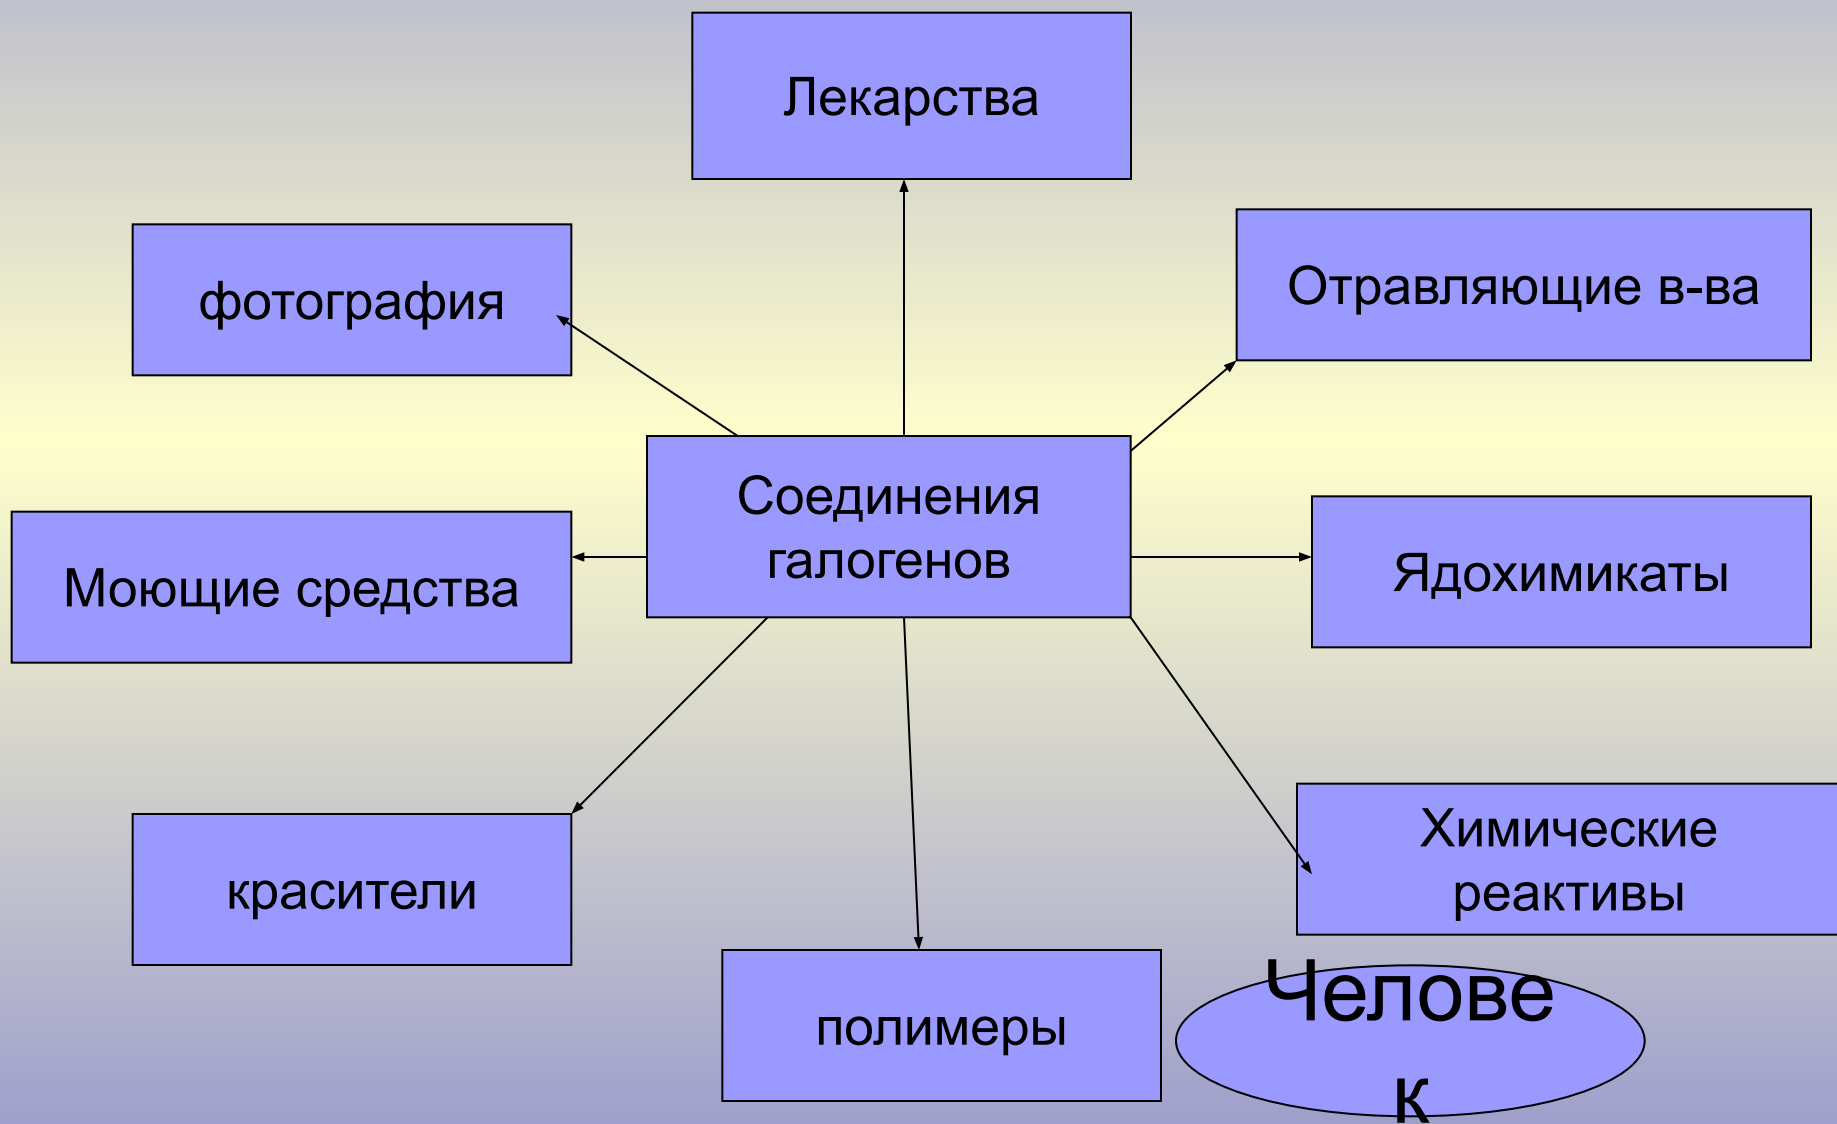 Лекарства
фотография
Отравляющие в-ва
Соединения
галогенов
Моющие средства
Ядохимикаты
Химические
реактивы
красители
полимеры
Челове
к